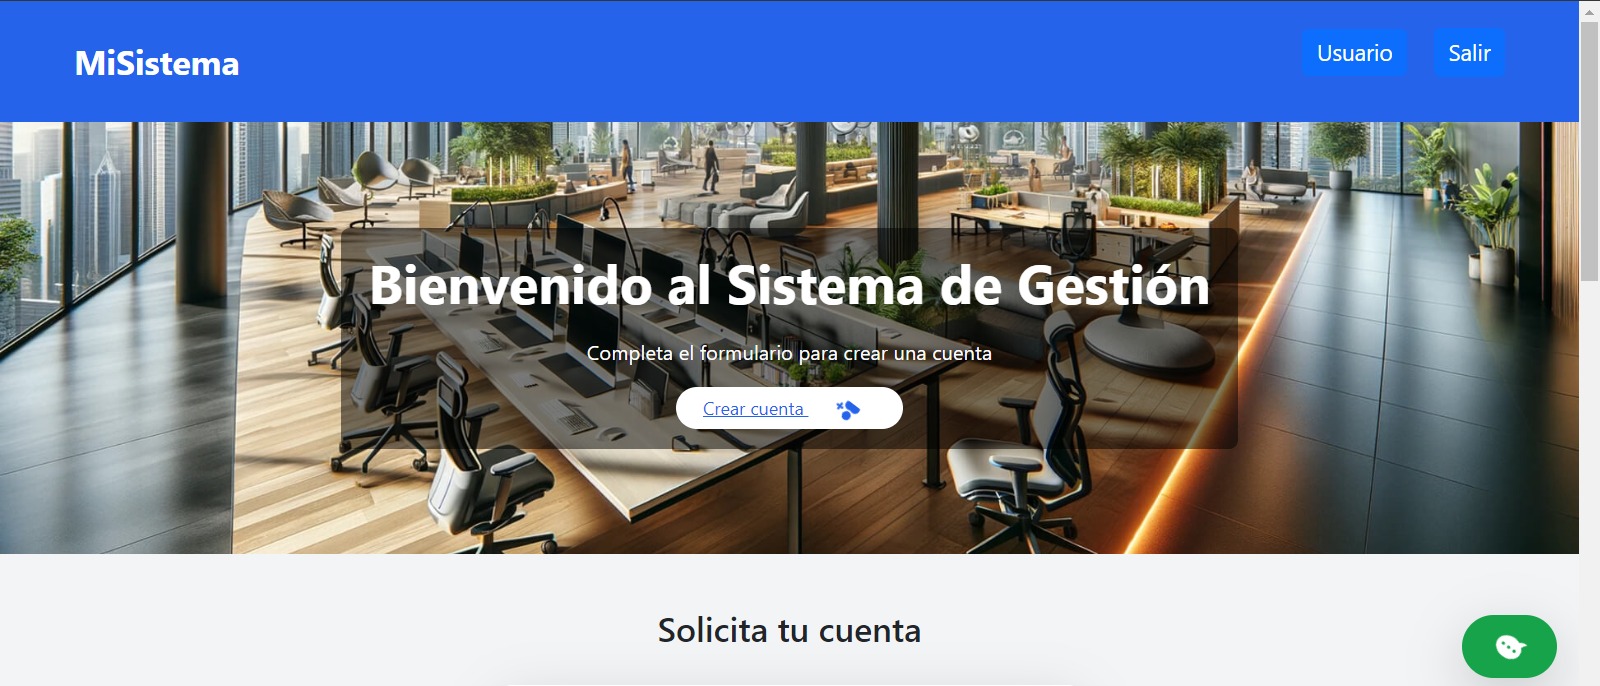 MiSistema
Usuario
Salir
Bienvenido al Sistema de Gestión
Completa el formulario para crear una cuenta
Crear cuenta
Solicita tu cuenta